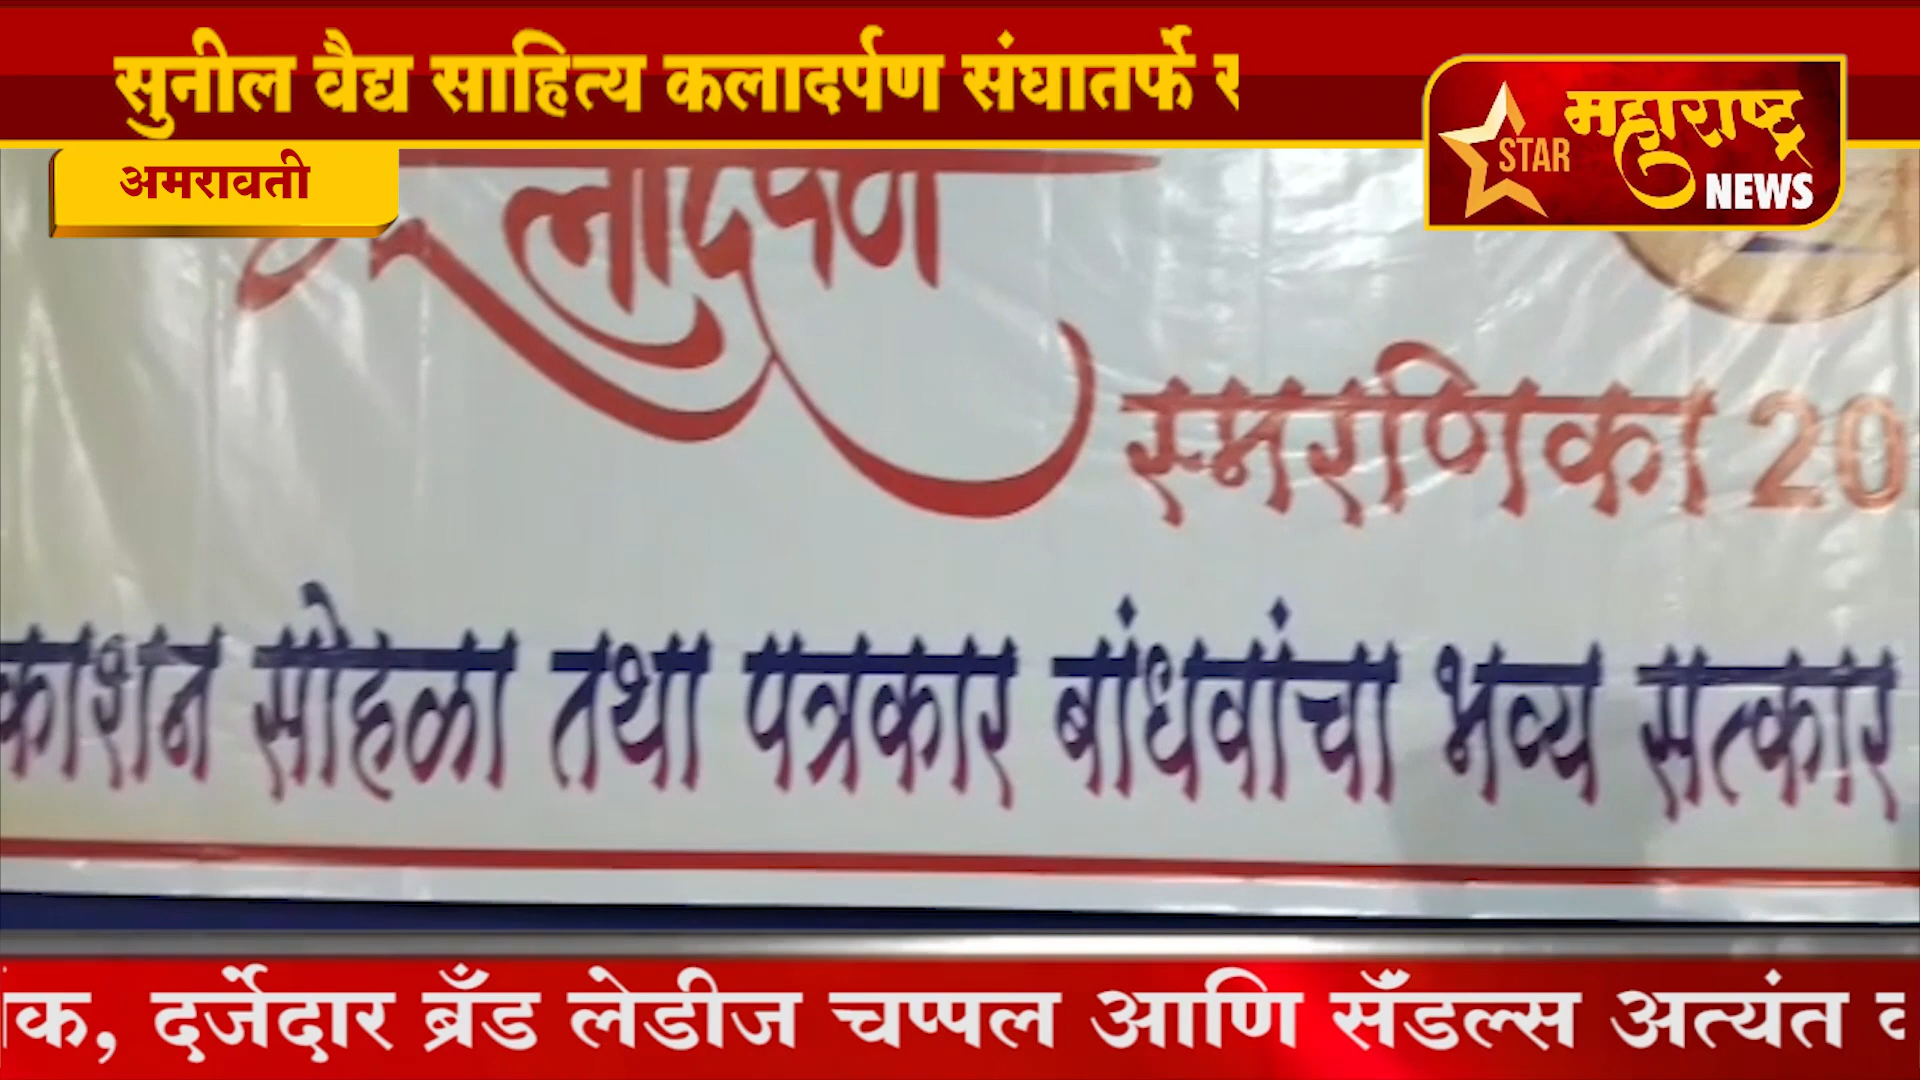 सुनील वैद्य साहित्य कलादर्पण संघातर्फे
अमरावती
STAR महाराष्ट्र NEWS
स्मरणिका
सोहळा तथा पत्रकार बांधवांचा भव्य सत्कार
दर्जेदार ब्रँड लेडीज चप्पल आणि सँडल्स अत्यंत